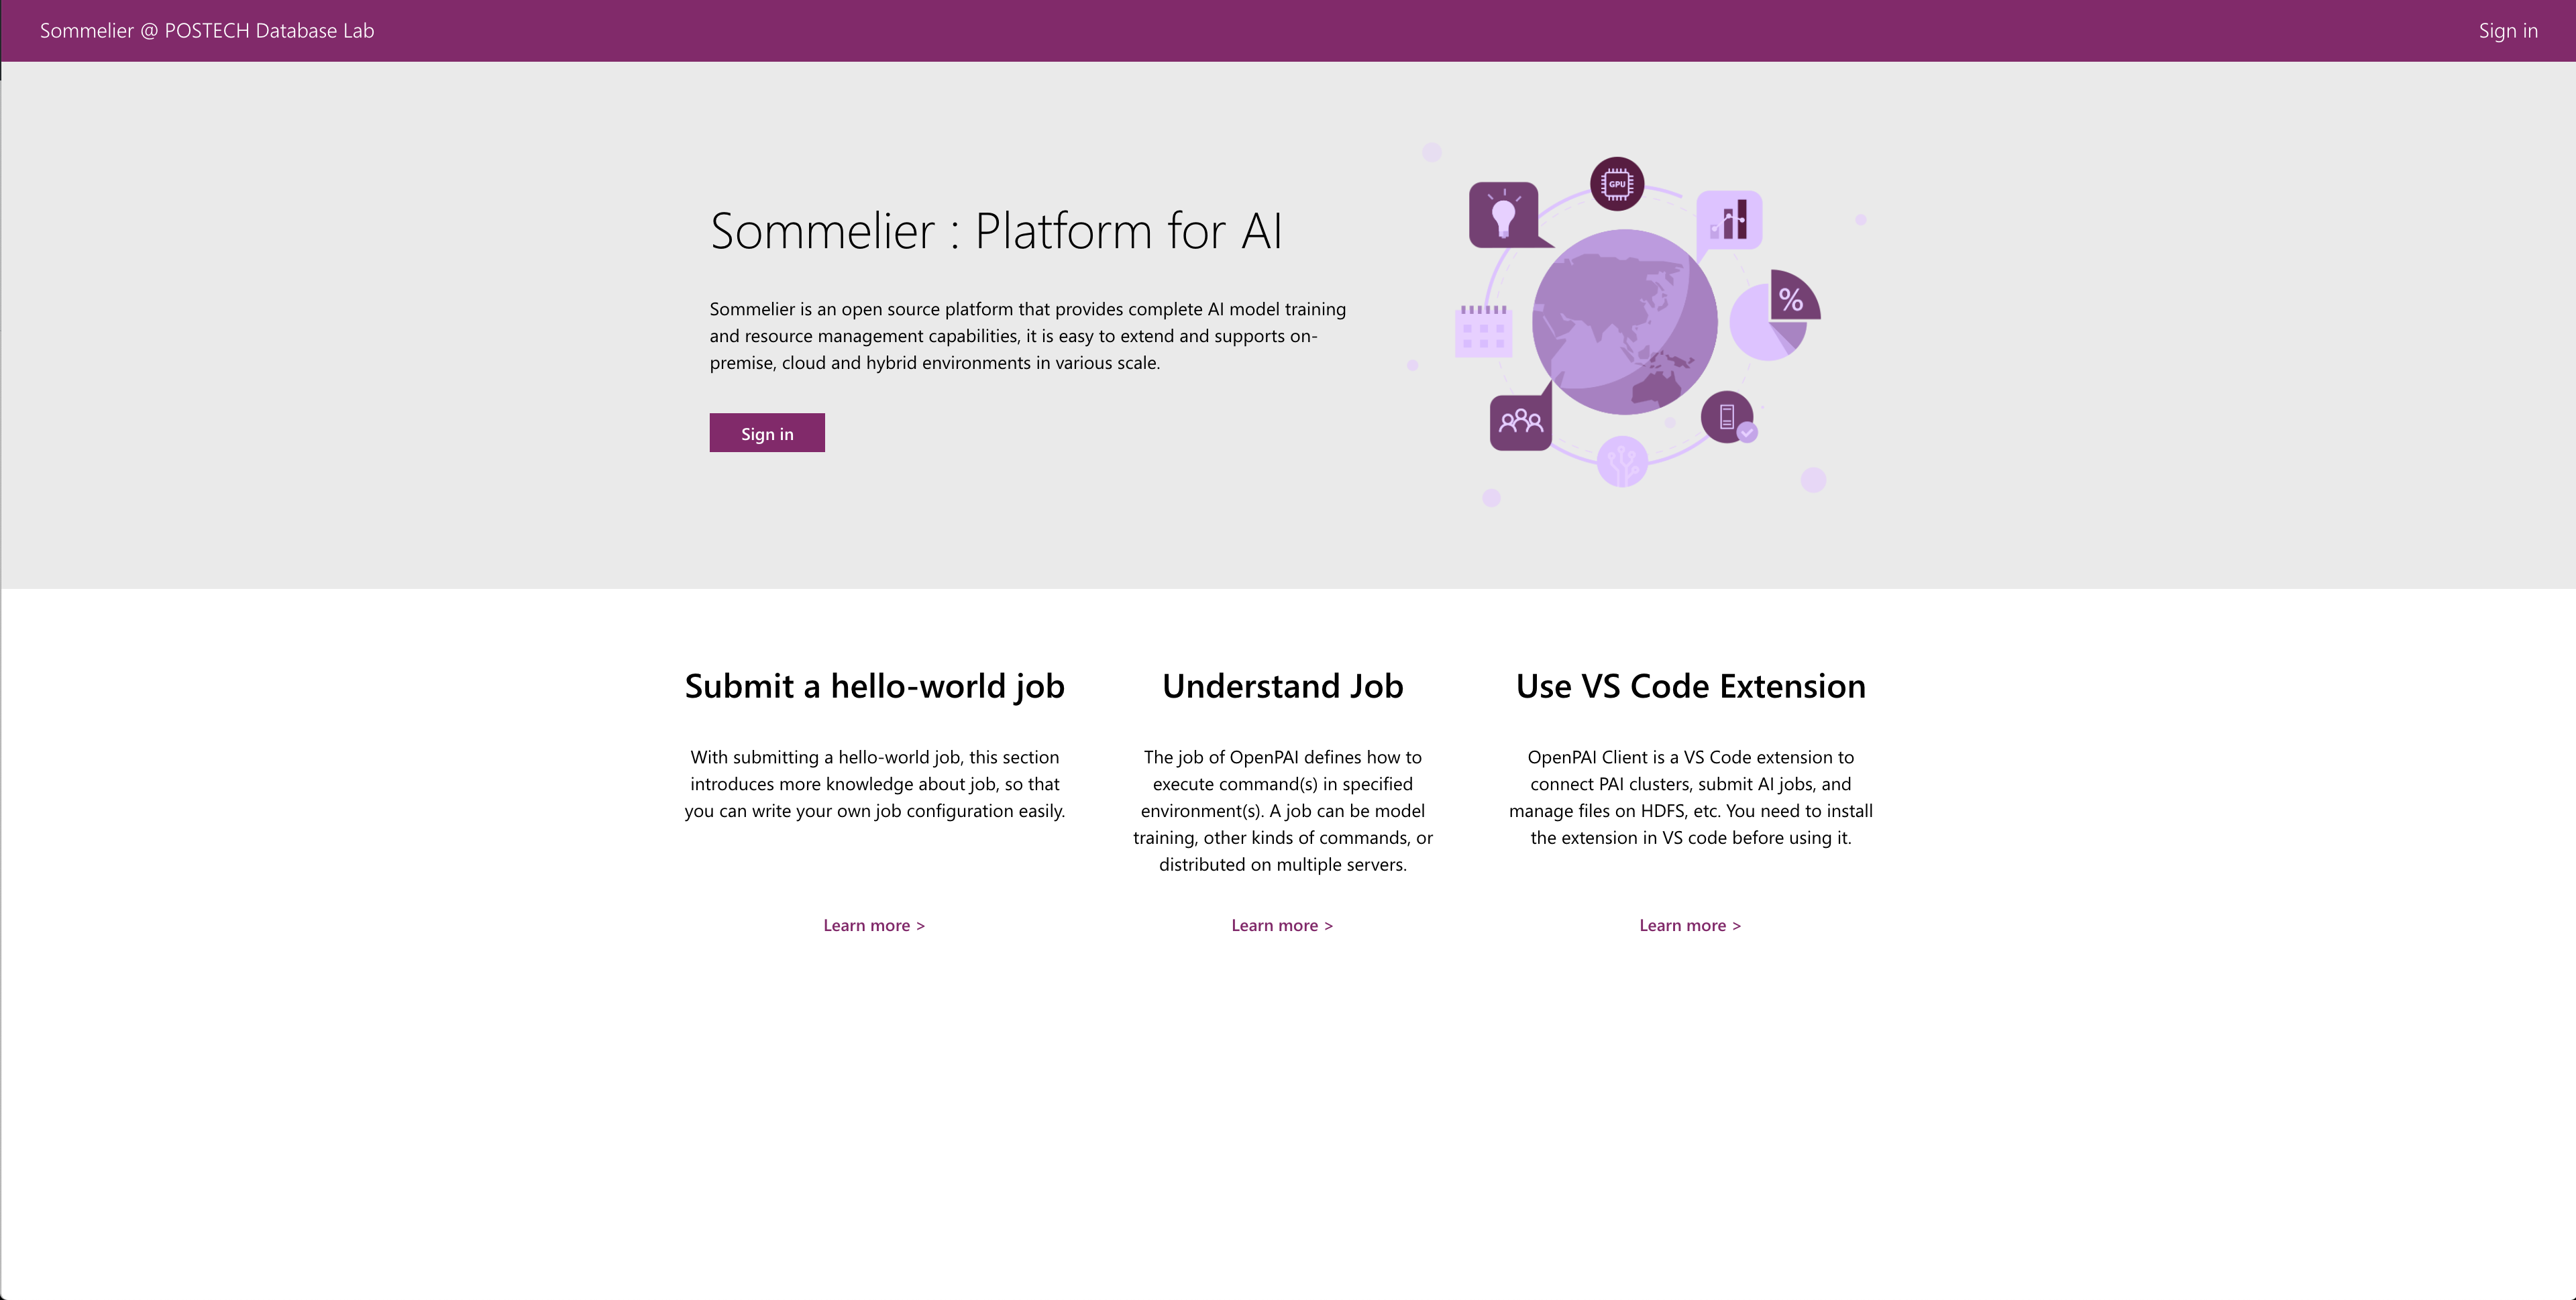 Sommelier @ POSTECH Database Lab
Sign in
Sommelier : Platform for AI
Sommelier is an open source platform that provides complete AI model training
and resource management capabilities, it is easy to extend and supports on-
premise, cloud and hybrid environments in various scale.
Sign in
GPU
%
Submit a hello-world job
With submitting a hello-world job, this section
introduces more knowledge about job, so that
you can write your own job configuration easily.
Learn more >
Understand Job
The job of OpenPAI defines how to
execute command(s) in specified
environment(s). A job can be model
training, other kinds of commands, or
distributed on multiple servers.
Learn more >
Use VS Code Extension
OpenPAI Client is a VS Code extension to
connect PAI clusters, submit AI jobs, and
manage files on HDFS, etc. You need to install
the extension in VS code before using it.
Learn more >